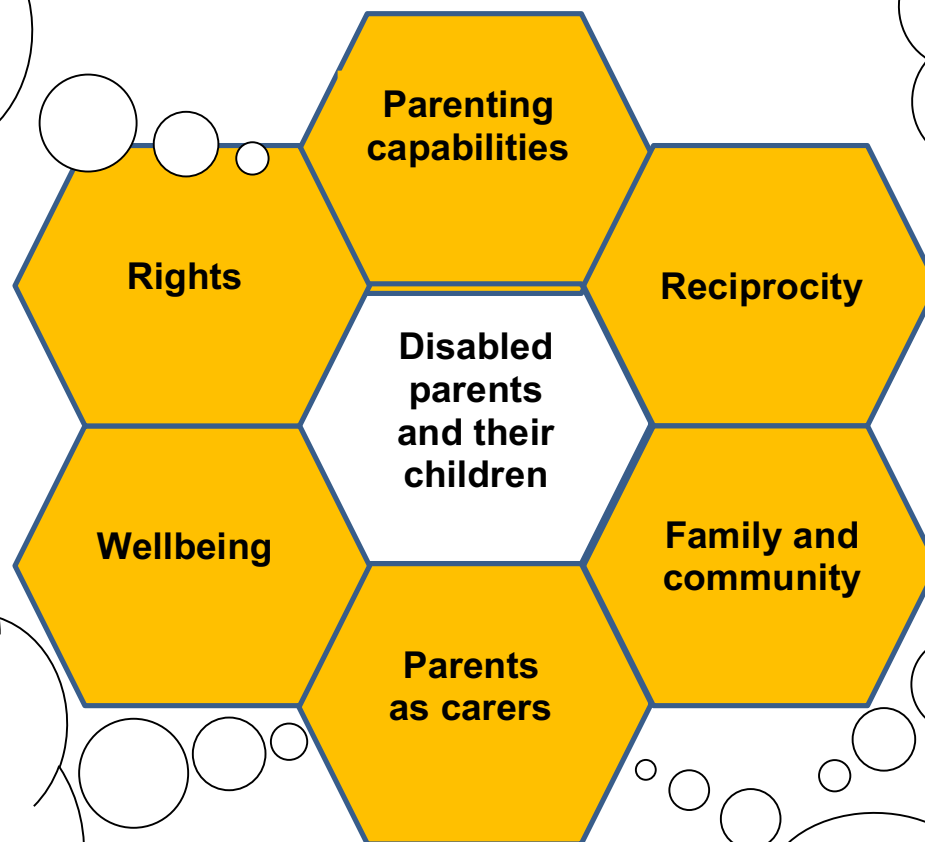 Parenting
capabilities
Rights
Reciprocity
Disabled
parents
and their
children
Wellbeing
Family and
community
Parents
as carers